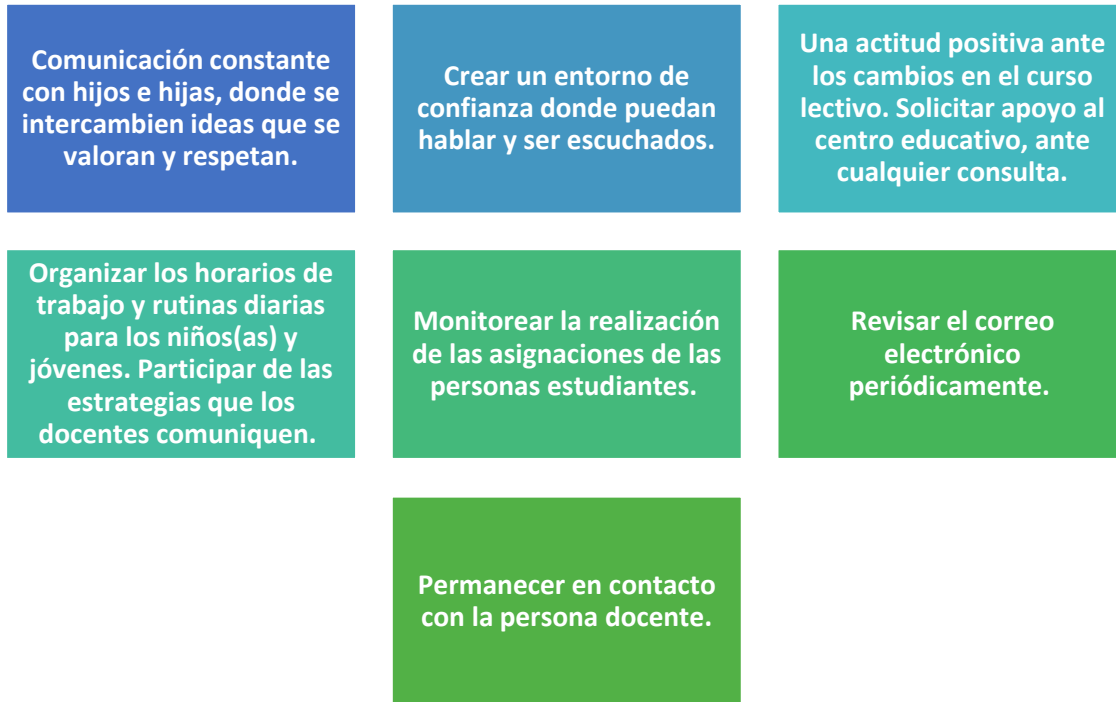 Comunicación constante
con hijos e hijas, donde se
intercambien ideas que se
valoran y respetan.
Crear un entorno de
confianza donde puedan
hablar y ser escuchados.
Una actitud positiva ante
los cambios en el curso
lectivo. Solicitar apoyo al
centro educativo, ante
cualquier consulta.
Organizar los horarios de
trabajo y rutinas diarias
para los niños(as) y
jóvenes. Participar de las
estrategias que los
docentes comuniquen.
Monitorear la realización
de las asignaciones de las
personas estudiantes.
Revisar el correo
electrónico
periódicamente.
Permanecer en contacto
con la persona docente.